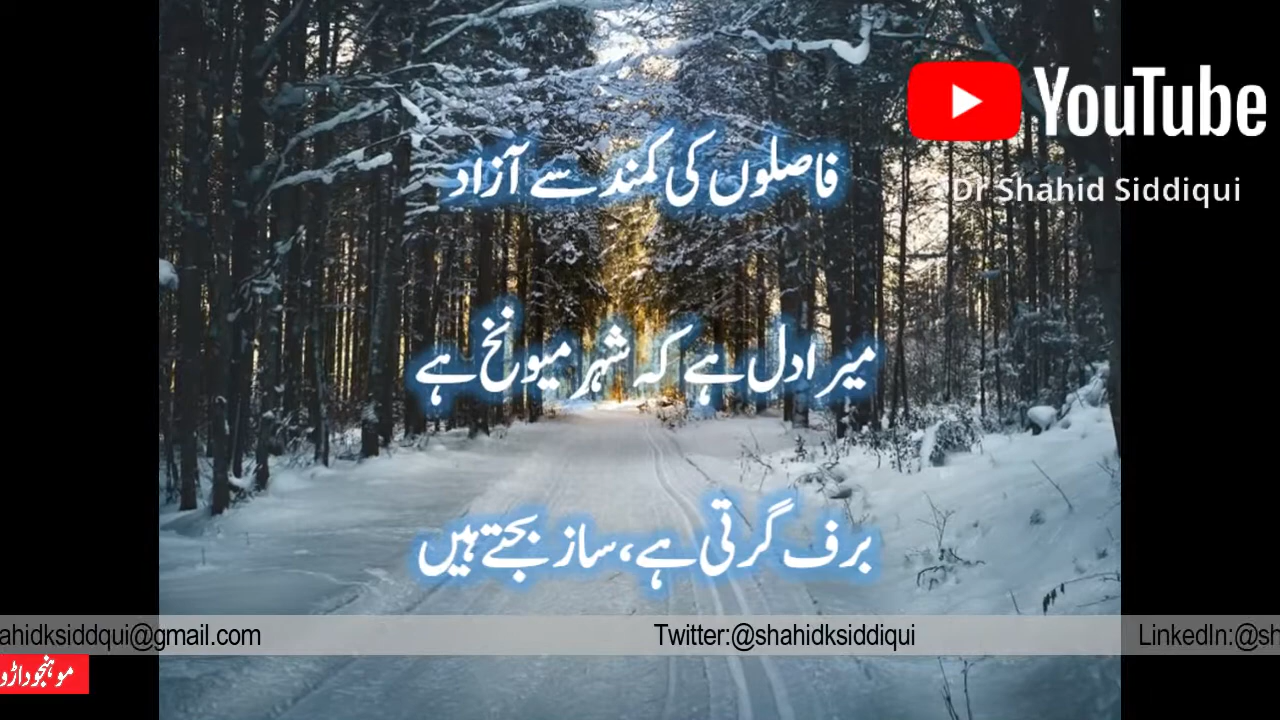 YouTube
Dr Shahid Siddiqui
فاصلوں کی کمند سے آزاد
میرا دل ہے کہ شہر میونخ ہے
برف گرتی ہے، ساز بجتے ہیں
ahidksiddqui@gmail.com Twitter:@shahidksiddiqui LinkedIn:@sh
موہنجوداڑو